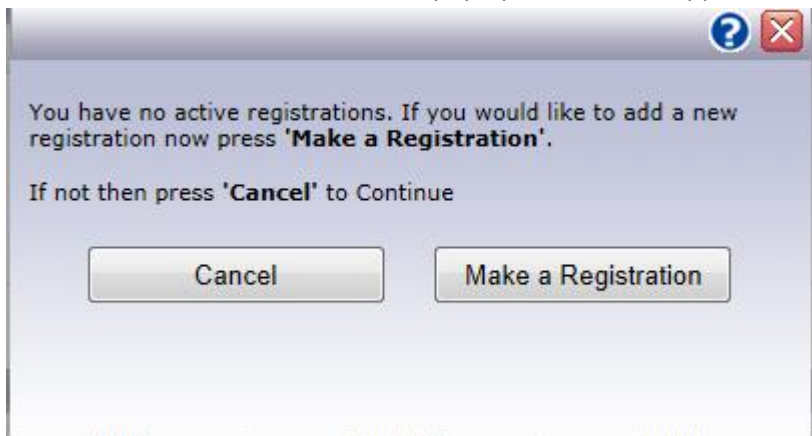 You have no active registrations. If you would like to add a new
registration now press 'Make a Registration'.
If not then press 'Cancel' to Continue
Cancel
Make a Registration